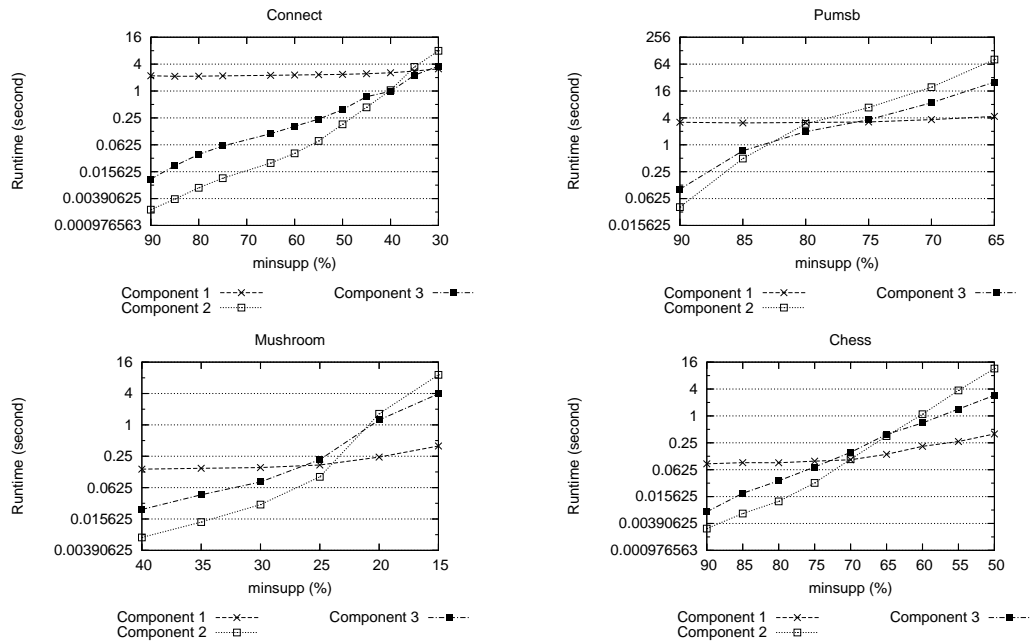 Connect
Runtime (second)
16
4
1
0.25
0.0625
0.015625
0.00390625
0.000976563
90 80 70 60 50 40 30
minsupp (%)
Component 1
Component 2
Component 3
Pumsb
Runtime (second)
256
64
16
4
1
0.25
0.0625
0.015625
90 85 80 75 70 65
minsupp (%)
Component 1
Component 2
Component 3
Mushroom
Runtime (second)
16
4
1
0.25
0.0625
0.015625
0.00390625
40 35 30 25 20 15
minsupp (%)
Component 1
Component 2
Component 3
Chess
Runtime (second)
16
4
1
0.25
0.0625
0.015625
0.00390625
0.000976563
90 85 80 75 70 65 60 55 50
minsupp (%)
Component 1
Component 2
Component 3